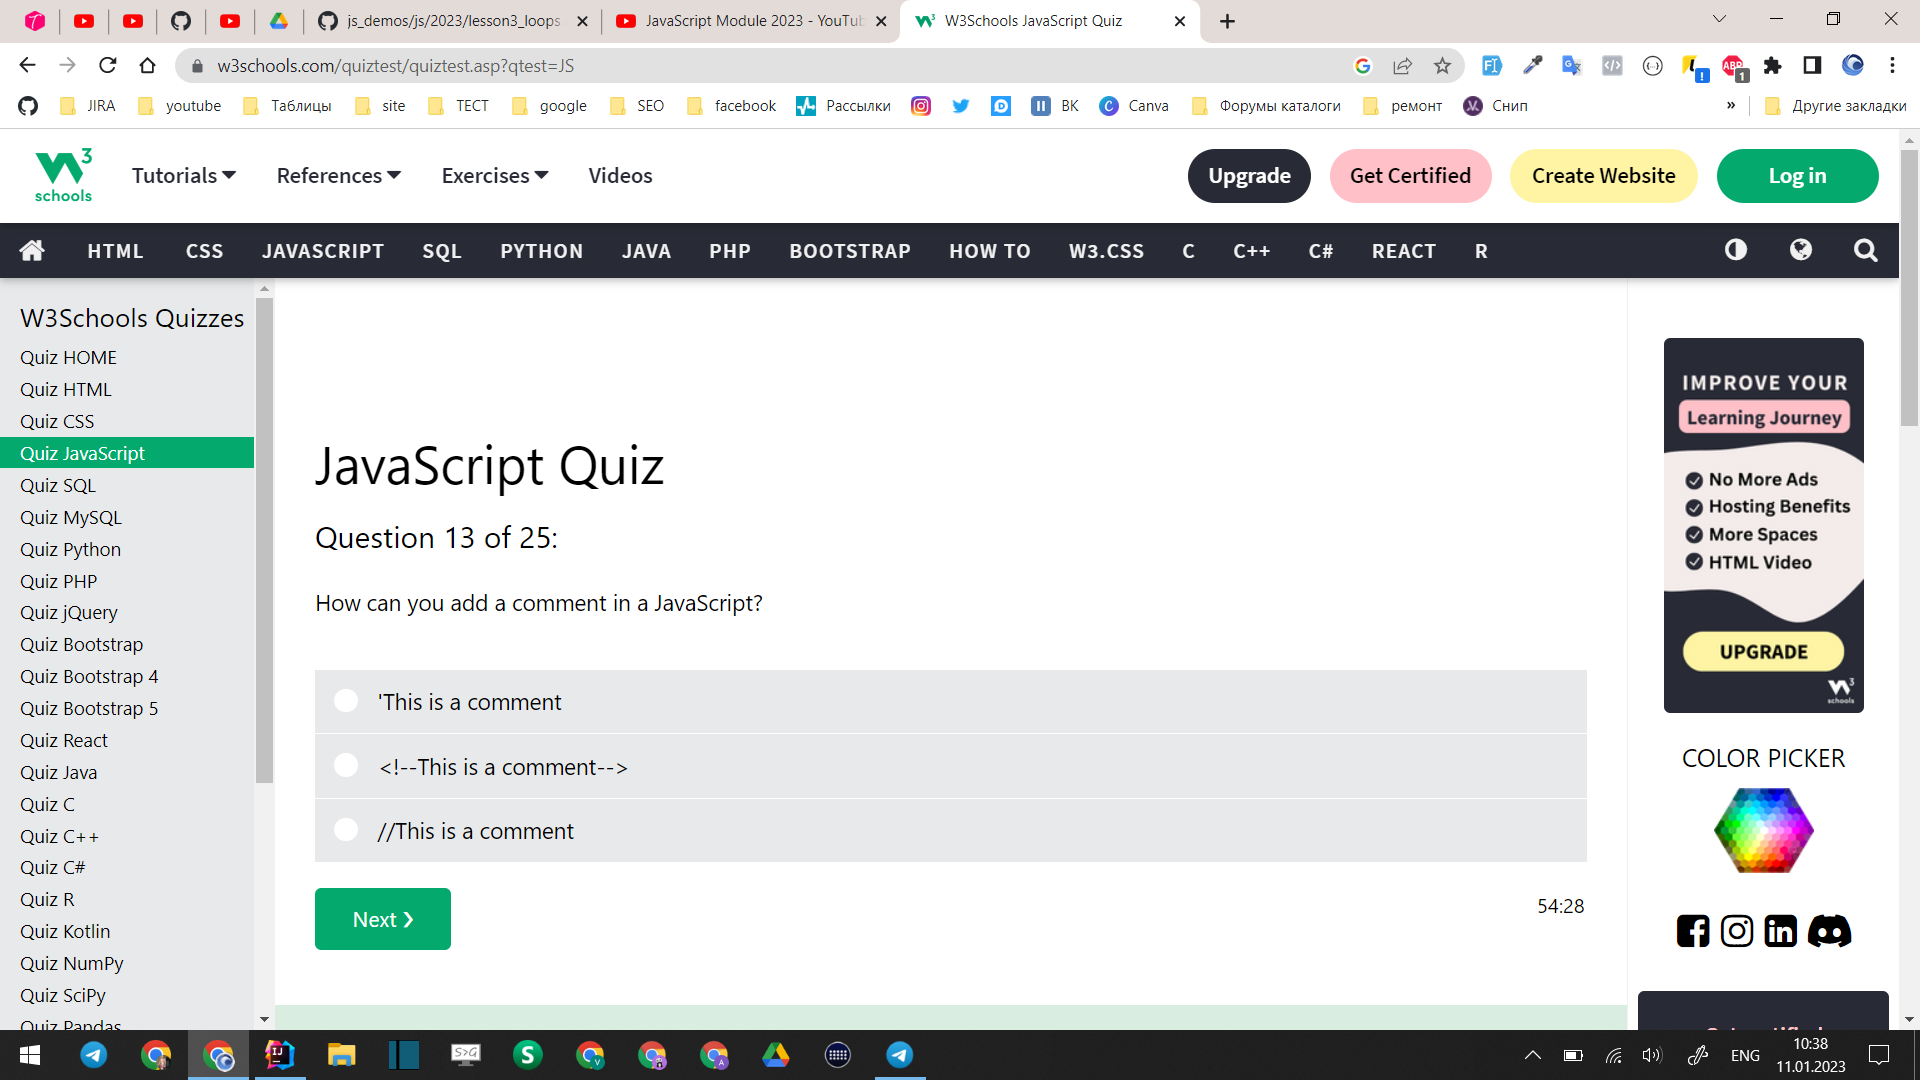 js_demos/js/2023/lesson3_loops
JavaScript Module 2023 - YouTub
W3Schools JavaScript Quiz
w3schools.com/quiztest/quiztest.asp?qtest=JS
JIRA
youtube
Таблицы
site
ТЕСТ
google
SEO
facebook
Рассылки
ВК
Canva
Форумы каталоги
ремонт
Снип
»
Другие закладки
W3 schools
Tutorials
References
Exercises
Videos
Upgrade
Get Certified
Create Website
Log in
HTML
CSS
JAVASCRIPT
SQL
PYTHON
JAVA
PHP
BOOTSTRAP
HOW TO
W3.CSS
C
C++
C#
REACT
R
W3Schools Quizzes
Quiz HOME
Quiz HTML
Quiz CSS
Quiz JavaScript
Quiz SQL
Quiz MySQL
Quiz Python
Quiz PHP
Quiz jQuery
Quiz Bootstrap
Quiz Bootstrap 4
Quiz Bootstrap 5
Quiz React
Quiz Java
Quiz C
Quiz C++
Quiz C#
Quiz R
Quiz Kotlin
Quiz NumPy
Quiz SciPy
Quiz Pandas
JavaScript Quiz
Question 13 of 25:
How can you add a comment in a JavaScript?
'This is a comment
<!--This is a comment-->
//This is a comment
Next ❯
54:28
IMPROVE YOUR
Learning Journey
No More Ads
Hosting Benefits
More Spaces
HTML Video
UPGRADE
W3 schools
COLOR PICKER
ENG
10:38
11.01.2023